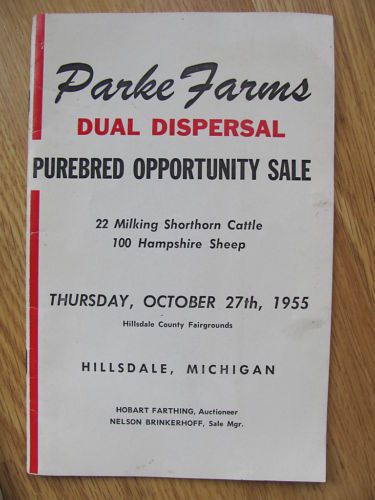 Parke Farms
DUAL DISPERSAL
PUREBRED OPPORTUNITY SALE
22 Milking Shorthorn Cattle
100 Hampshire Sheep
THURSDAY, OCTOBER 27th, 1955
Hillsdale County Fairgrounds
HILLSDALE, MICHIGAN
HOBART FARTHING, Auctioneer
NELSON BRINKERHOFF, Sale Mgr.